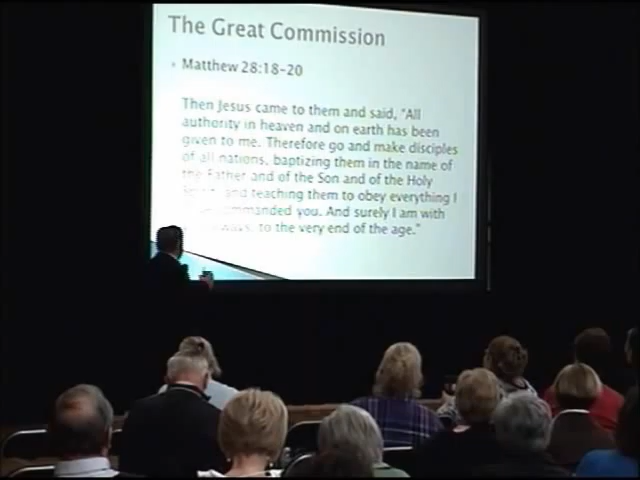 The Great Commission
Matthew 28:18-20
Then Jesus came to them and said, "All
authority in heaven and on earth has been
given to me. Therefore go and make disciples
of all nations, baptizing them in the name of
the Father and of the Son and of the Holy
and teaching them to obey everything I
you. And surely I am with
to the very end of the age."